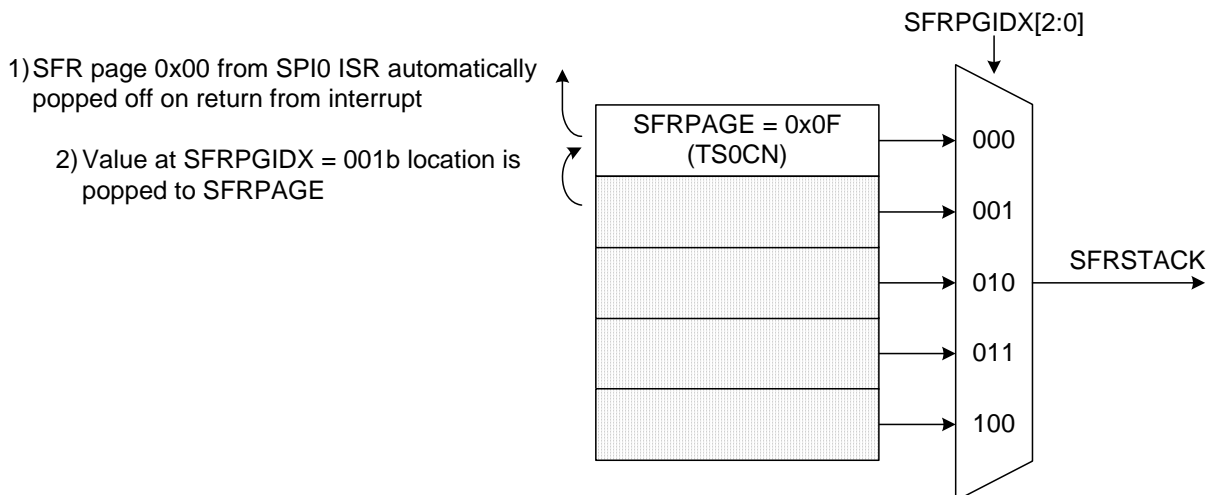 SFRPGIDX[2:0]
1) SFR page 0x00 from SPI0 ISR automatically
popped off on return from interrupt
2) Value at SFRPGIDX = 001b location is
popped to SFRPAGE
SFRPAGE = 0x0F
(TS0CN)
000
001
010
011
100
SFRSTACK